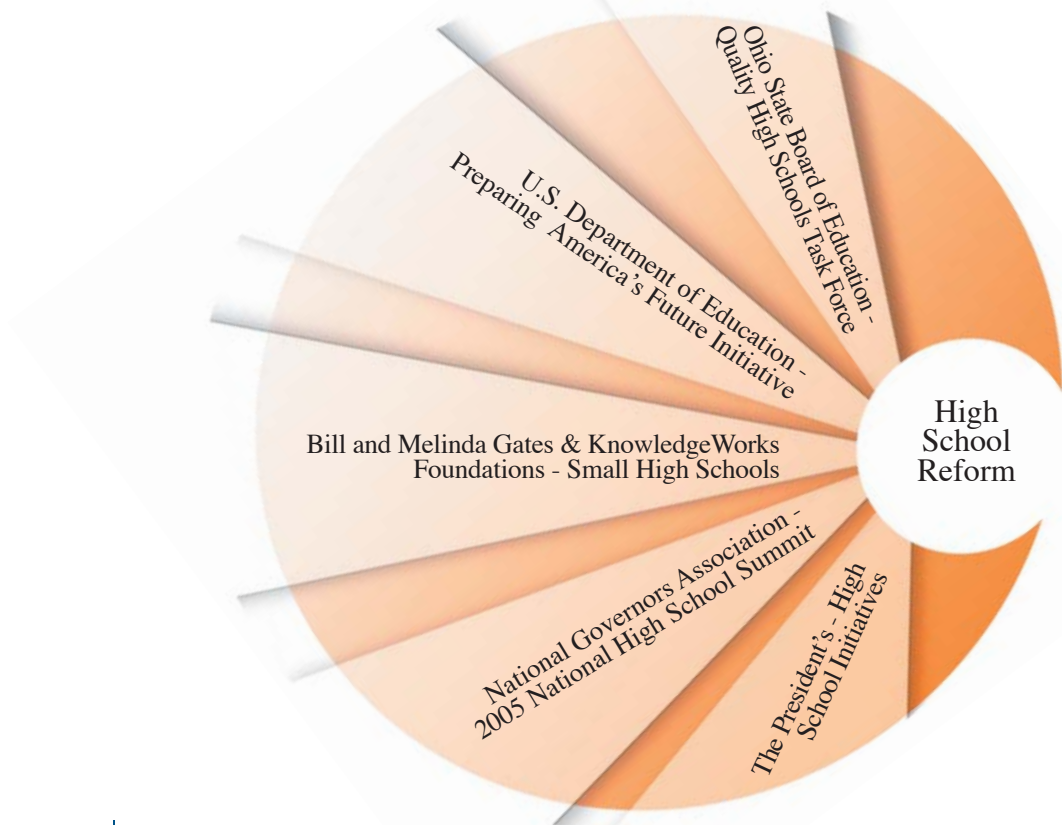 Ohio State Board of Education -
Quality High Schools Task Force
U.S. Department of Education -
Preparing America's Future Initiative
Bill and Melinda Gates & KnowledgeWorks
Foundations - Small High Schools
National Governors Association -
2005 National High School Summit
The President's - High
School Initiatives
High
School
Reform